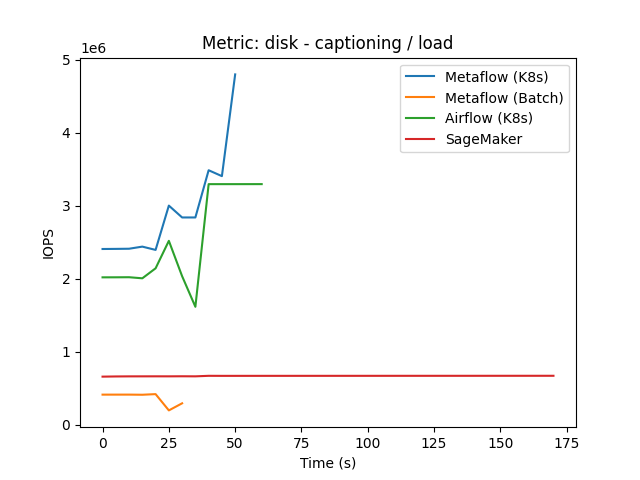 Metric: disk - captioning / load
1e6
5
4
3
2
1
0
IOPS
0 25 50 75 100 125 150 175
Time (s)
Metaflow (K8s)
Metaflow (Batch)
Airflow (K8s)
SageMaker